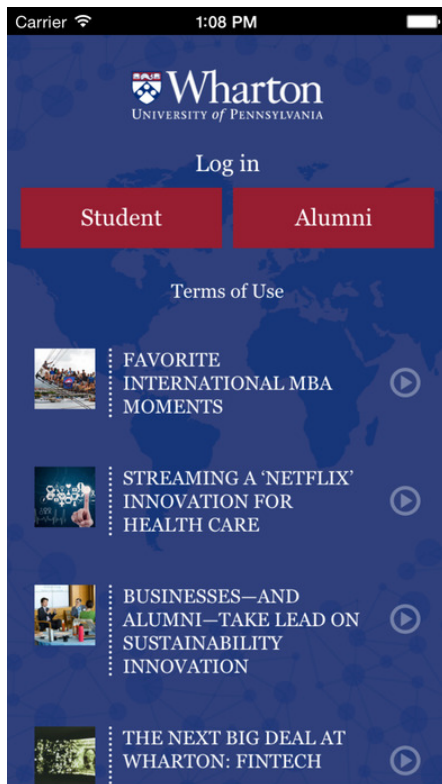 Carrier 1:08 PM
Wharton
UNIVERSITY of PENNSYLVANIA
Log in
Student Alumni
Terms of Use
FAVORITE
INTERNATIONAL MBA
MOMENTS
STREAMING A ‘NETFLIX’
INNOVATION FOR
HEALTH CARE
BUSINESSES—AND
ALUMNI—TAKE LEAD ON
SUSTAINABILITY
INNOVATION
THE NEXT BIG DEAL AT
WHARTON: FINTECH